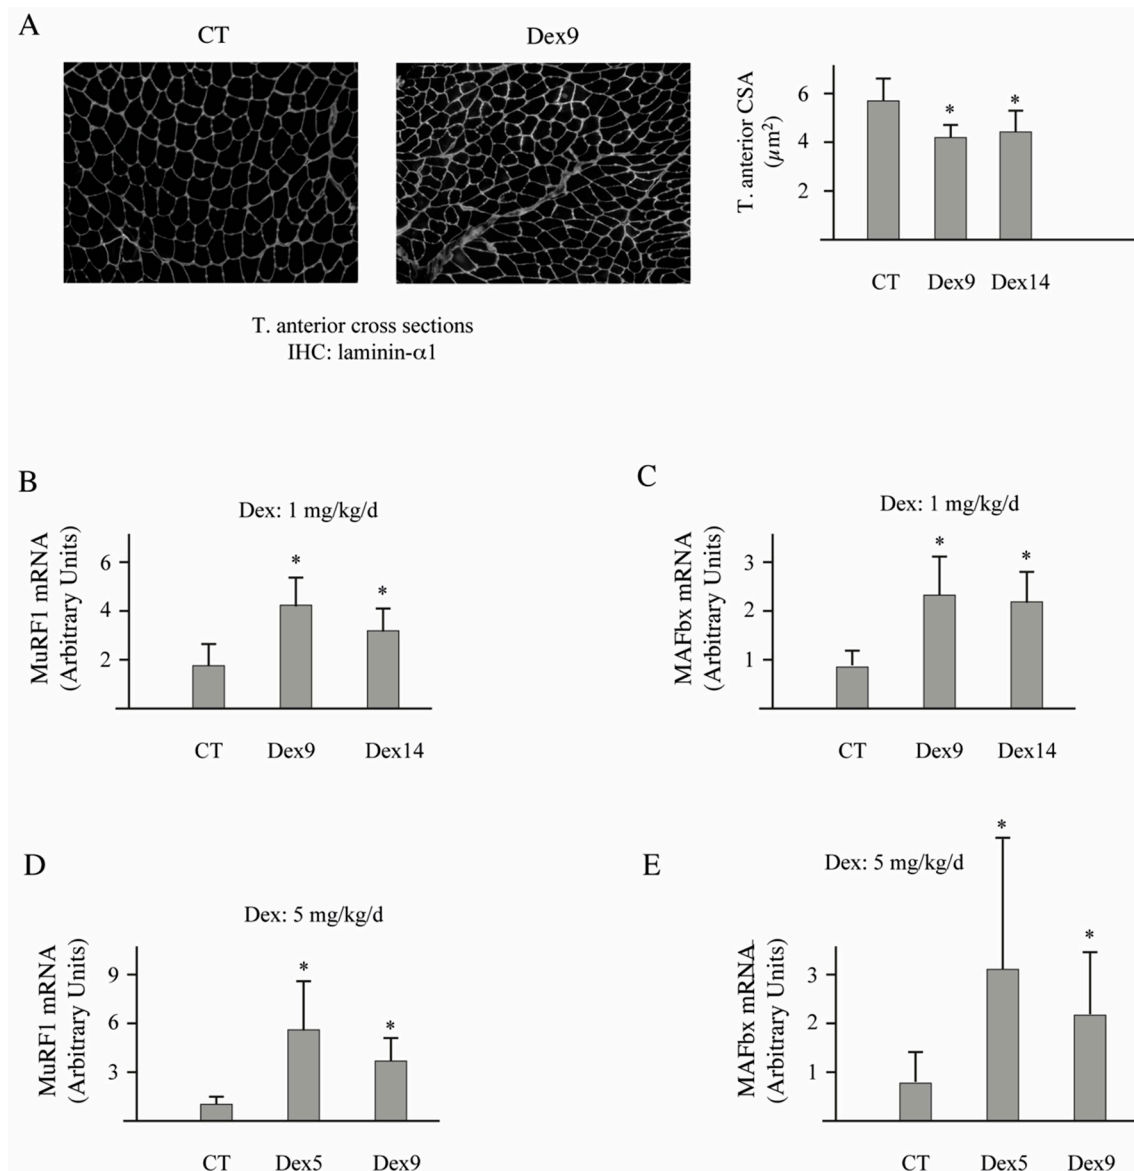 A
CT
Dex9
T. anterior cross sections
IHC: laminin-α1
T. anterior CSA
(μm²)
6
4
2
CT Dex9 Dex14
*
*
B
Dex: 1 mg/kg/d
MuRF1 mRNA
(Arbitrary Units)
6
4
2
*
*
CT Dex9 Dex14
C
Dex: 1 mg/kg/d
MAFbx mRNA
(Arbitrary Units)
3
2
1
*
*
CT Dex9 Dex14
D
Dex: 5 mg/kg/d
MuRF1 mRNA
(Arbitrary Units)
9
6
3
*
*
CT Dex5 Dex9
E
Dex: 5 mg/kg/d
MAFbx mRNA
(Arbitrary Units)
3
2
1
*
*
CT Dex5 Dex9